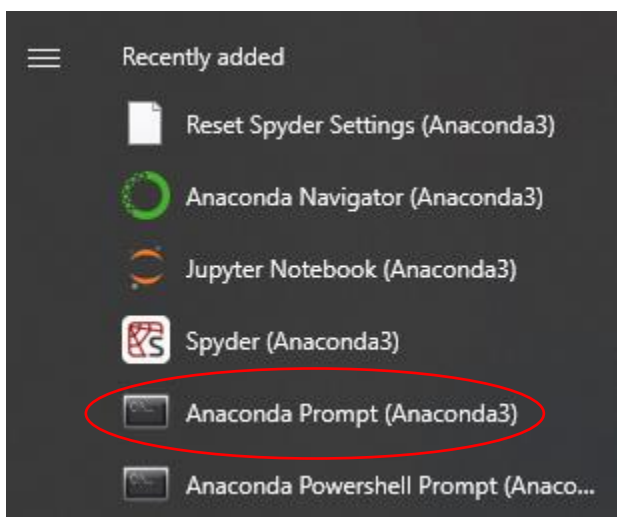 Recently added
Reset Spyder Settings (Anaconda3)
Anaconda Navigator (Anaconda3)
Jupyter Notebook (Anaconda3)
Spyder (Anaconda3)
Anaconda Prompt (Anaconda3)
Anaconda Powershell Prompt (Anaco...